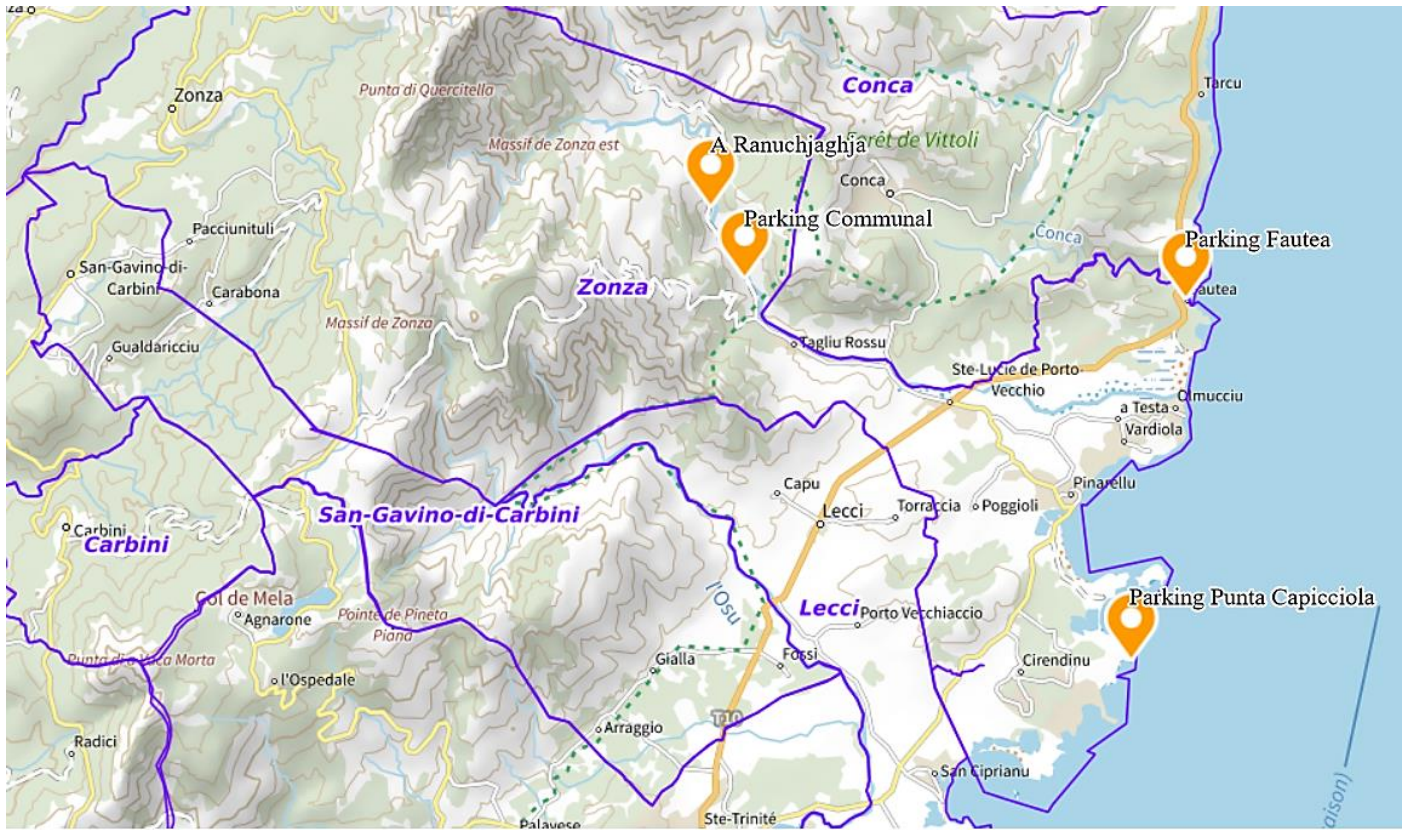 za
Zonza
Punta di Quercitella
Conca
Tarcu
Massif de Zonza est
A Ranuchjaghja
Forêt de Vittoli
Conca
Parking Communal
Pacciunituli
Conca
Parking Fautea
San-Gavino-di-
Carbini
Carabona
Zonza
autea
Massif de Zonza
Gualdaricciu
Tagliu Rossu
Ste-Lucie de Porto-
Vecchio
Olmucciu
a Testa
Vardiola
Capu
Pinarellu
Lecci
Torraccia
Poggioli
San-Gavino-di-Carbini
Carbini
Carbini
Col de Mela
Agnarone
Pointe de Pineta
Piana
l'Osu
Lecci
Porto Vecchiaccio
Parking Punta Capicciola
Punta di a Vaca Morta
l'Ospedale
Gialla
Fossi
Cirendinu
Arraggio
T10
Radici
San Ciprianu
Ste-Trinité
Palavese
aison)